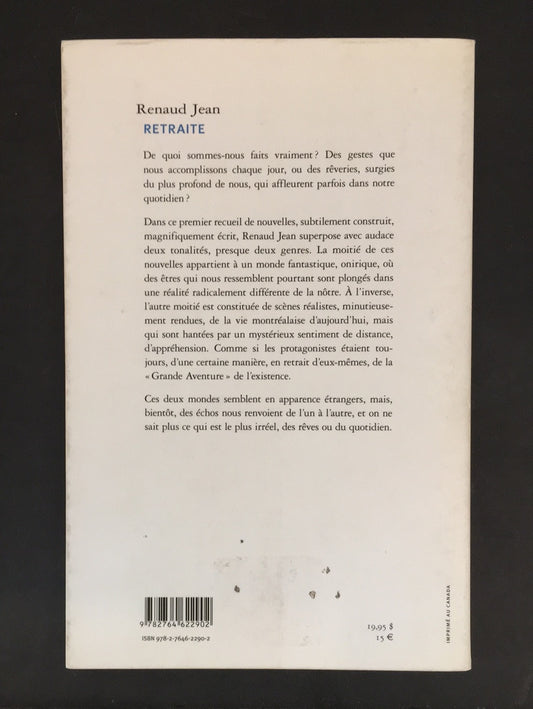 Renaud Jean
RETRAITE
De quoi sommes-nous faits vraiment ? Des gestes que
nous accomplissons chaque jour, ou des rêveries, surgies
du plus profond de nous, qui affleurent parfois dans notre
quotidien ?
Dans ce premier recueil de nouvelles, subtilement construit,
magnifiquement écrit, Renaud Jean superpose avec audace
deux tonalités, presque deux genres. La moitié de ces
nouvelles appartient à un monde fantastique, onirique, où
des êtres qui nous ressemblent pourtant sont plongés dans
une réalité radicalement différente de la nôtre. À l'inverse,
l'autre moitié est constituée de scènes réalistes, minutieuse-
ment rendues, de la vie montréalaise d'aujourd'hui, mais
qui sont hantées par un mystérieux sentiment de distance,
d'appréhension. Comme si les protagonistes étaient tou-
jours, d'une certaine manière, en retrait d'eux-mêmes, de la
« Grande Aventure » de l'existence.
Ces deux mondes semblent en apparence étrangers, mais,
bientôt, des échos nous renvoient de l'un à l'autre, et on ne
sait plus ce qui est le plus irréel, des rêves ou du quotidien.
9 782764 622902
ISBN 978-2-7646-2290-2
19,95 $
15 €
IMPRIMÉ AU CANADA